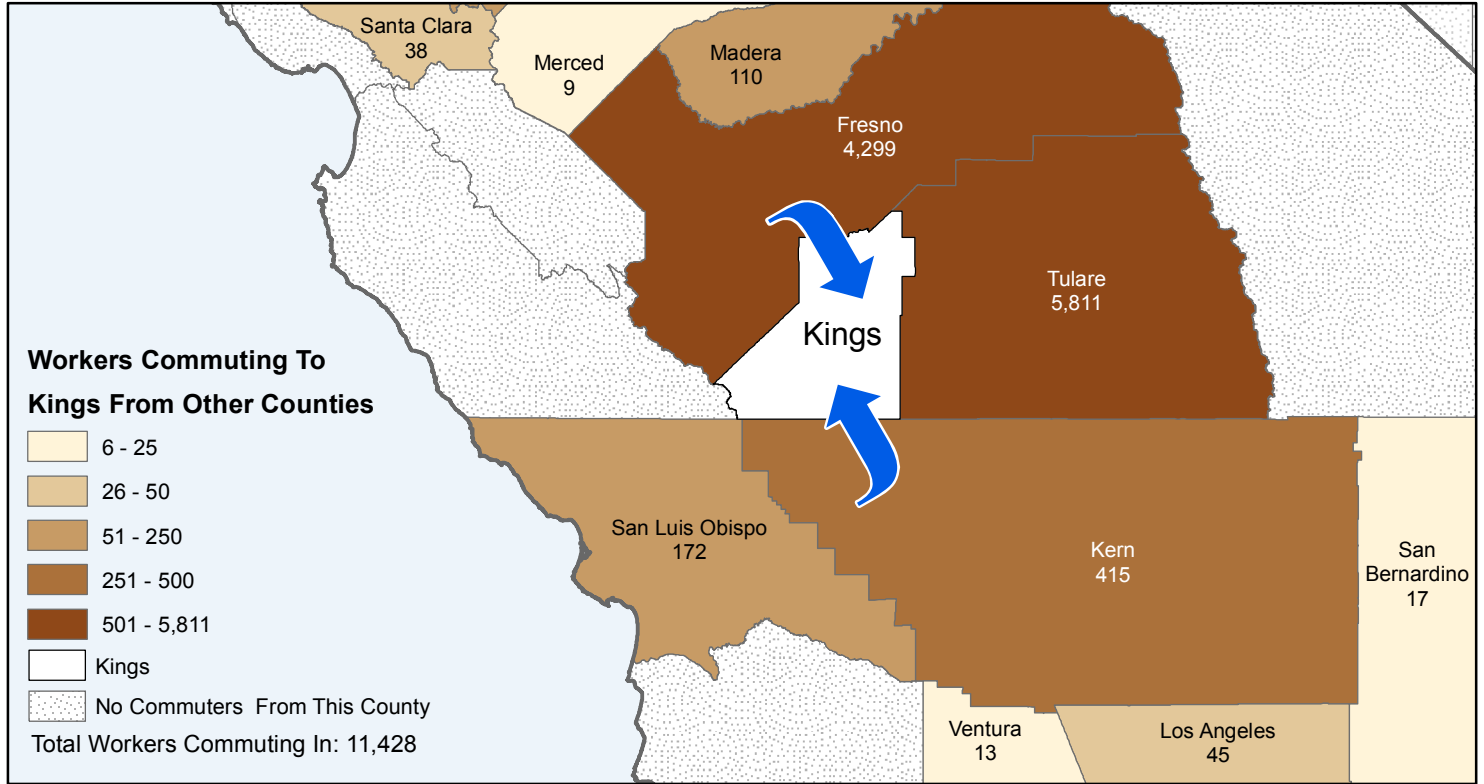 Santa Clara
38
Merced
9
Madera
110
Fresno
4,299
Tulare
5,811
Kings
Workers Commuting To
Kings From Other Counties
6 - 25
26 - 50
51 - 250
251 - 500
501 - 5,811
Kings
No Commuters From This County
Total Workers Commuting In: 11,428
San Luis Obispo
172
Kern
415
San
Bernardino
17
Ventura
13
Los Angeles
45